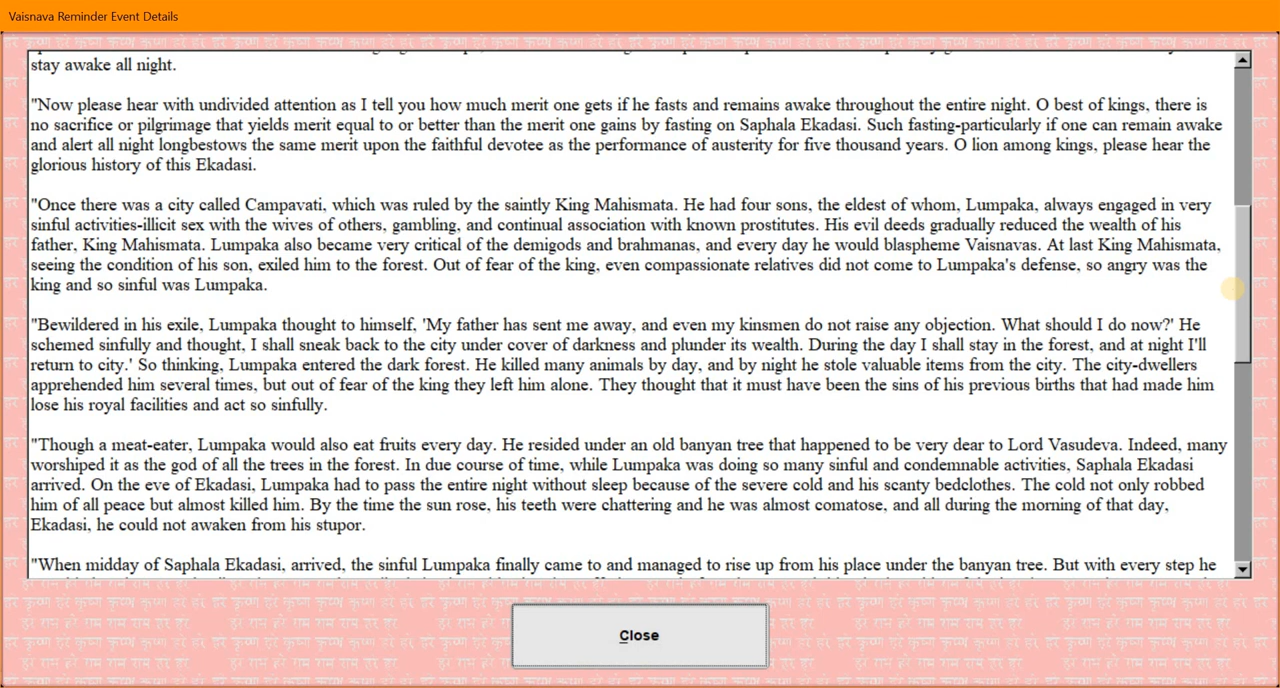 Vaisnava Reminder Event Details
stay awake all night.
"Now please hear with undivided attention as I tell you how much merit one gets if he fasts and remains awake throughout the entire night. O best of kings, there is
no sacrifice or pilgrimage that yields merit equal to or better than the merit one gains by fasting on Saphala Ekadasi. Such fasting-particularly if one can remain awake
and alert all night longbestows the same merit upon the faithful devotee as the performance of austerity for five thousand years. O lion among kings, please hear the
glorious history of this Ekadasi.
"Once there was a city called Campavati, which was ruled by the saintly King Mahismata. He had four sons, the eldest of whom, Lumpaka, always engaged in very
sinful activities-illicit sex with the wives of others, gambling, and continual association with known prostitutes. His evil deeds gradually reduced the wealth of his
father, King Mahismata. Lumpaka also became very critical of the demigods and brahmanas, and every day he would blaspheme Vaisnavas. At last King Mahismata,
seeing the condition of his son, exiled him to the forest. Out of fear of the king, even compassionate relatives did not come to Lumpaka's defense, so angry was the
king and so sinful was Lumpaka.
"Bewildered in his exile, Lumpaka thought to himself, 'My father has sent me away, and even my kinsmen do not raise any objection. What should I do now?' He
schemed sinfully and thought, I shall sneak back to the city under cover of darkness and plunder its wealth. During the day I shall stay in the forest, and at night I'll
return to city.' So thinking, Lumpaka entered the dark forest. He killed many animals by day, and by night he stole valuable items from the city. The city-dwellers
apprehended him several times, but out of fear of the king they left him alone. They thought that it must have been the sins of his previous births that had made him
lose his royal facilities and act so sinfully.
"Though a meat-eater, Lumpaka would also eat fruits every day. He resided under an old banyan tree that happened to be very dear to Lord Vasudeva. Indeed, many
worshiped it as the god of all the trees in the forest. In due course of time, while Lumpaka was doing so many sinful and condemnable activities, Saphala Ekadasi
arrived. On the eve of Ekadasi, Lumpaka had to pass the entire night without sleep because of the severe cold and his scanty bedclothes. The cold not only robbed
him of all peace but almost killed him. By the time the sun rose, his teeth were chattering and he was almost comatose, and all during the morning of that day,
Ekadasi, he could not awaken from his stupor.
"When midday of Saphala Ekadasi, arrived, the sinful Lumpaka finally came to and managed to rise up from his place under the banyan tree. But with every step he
Close